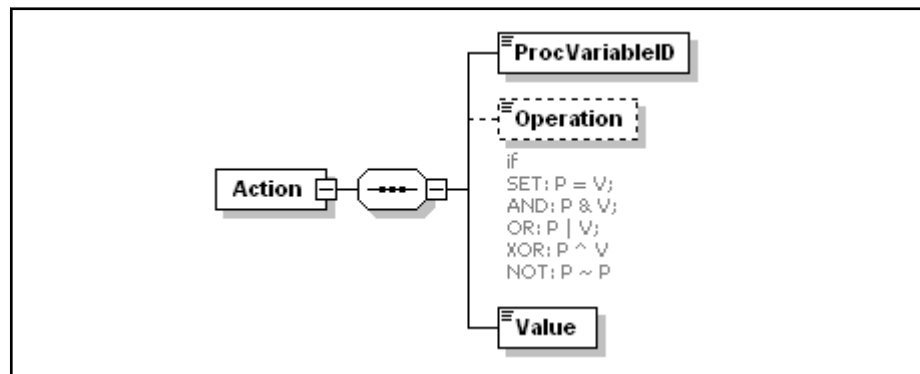 ProcVariableID
Operation
if
SET: P = V;
AND: P & V;
OR: P | V;
XOR: P ^ V
NOT: P ~ P
Action
Value